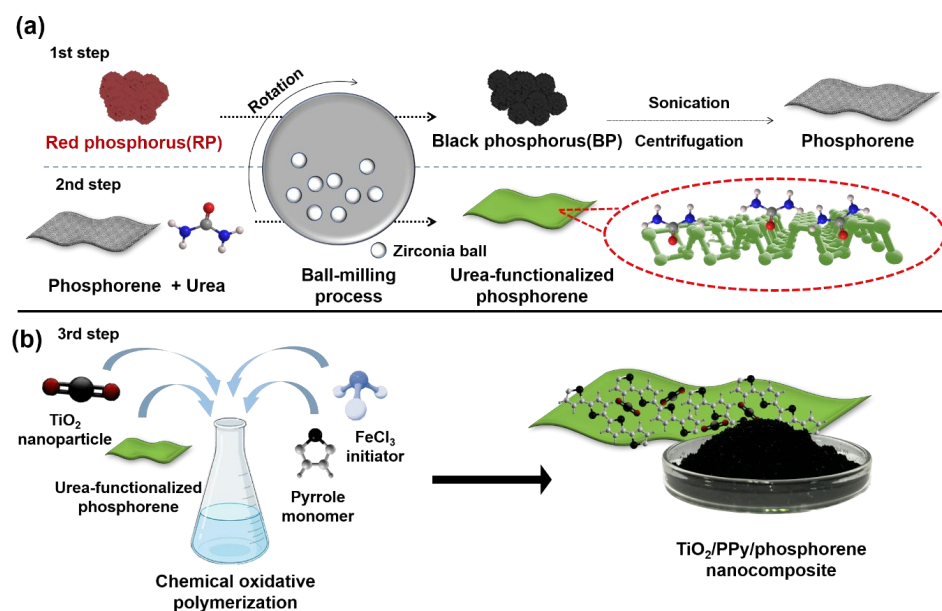 (a)
1st step
Rotation
Red phosphorus(RP)
Black phosphorus(BP)
Sonication
Centrifugation
Phosphorene
2nd step
Phosphorene + Urea
Zirconia ball
Ball-milling
process
Urea-functionalized
phosphorene
(b)
3rd step
TiO₂
nanoparticle
Urea-functionalized
phosphorene
FeCl₃
initiator
Pyrrole
monomer
Chemical oxidative
polymerization
TiO₂/PPy/phosphorene
nanocomposite